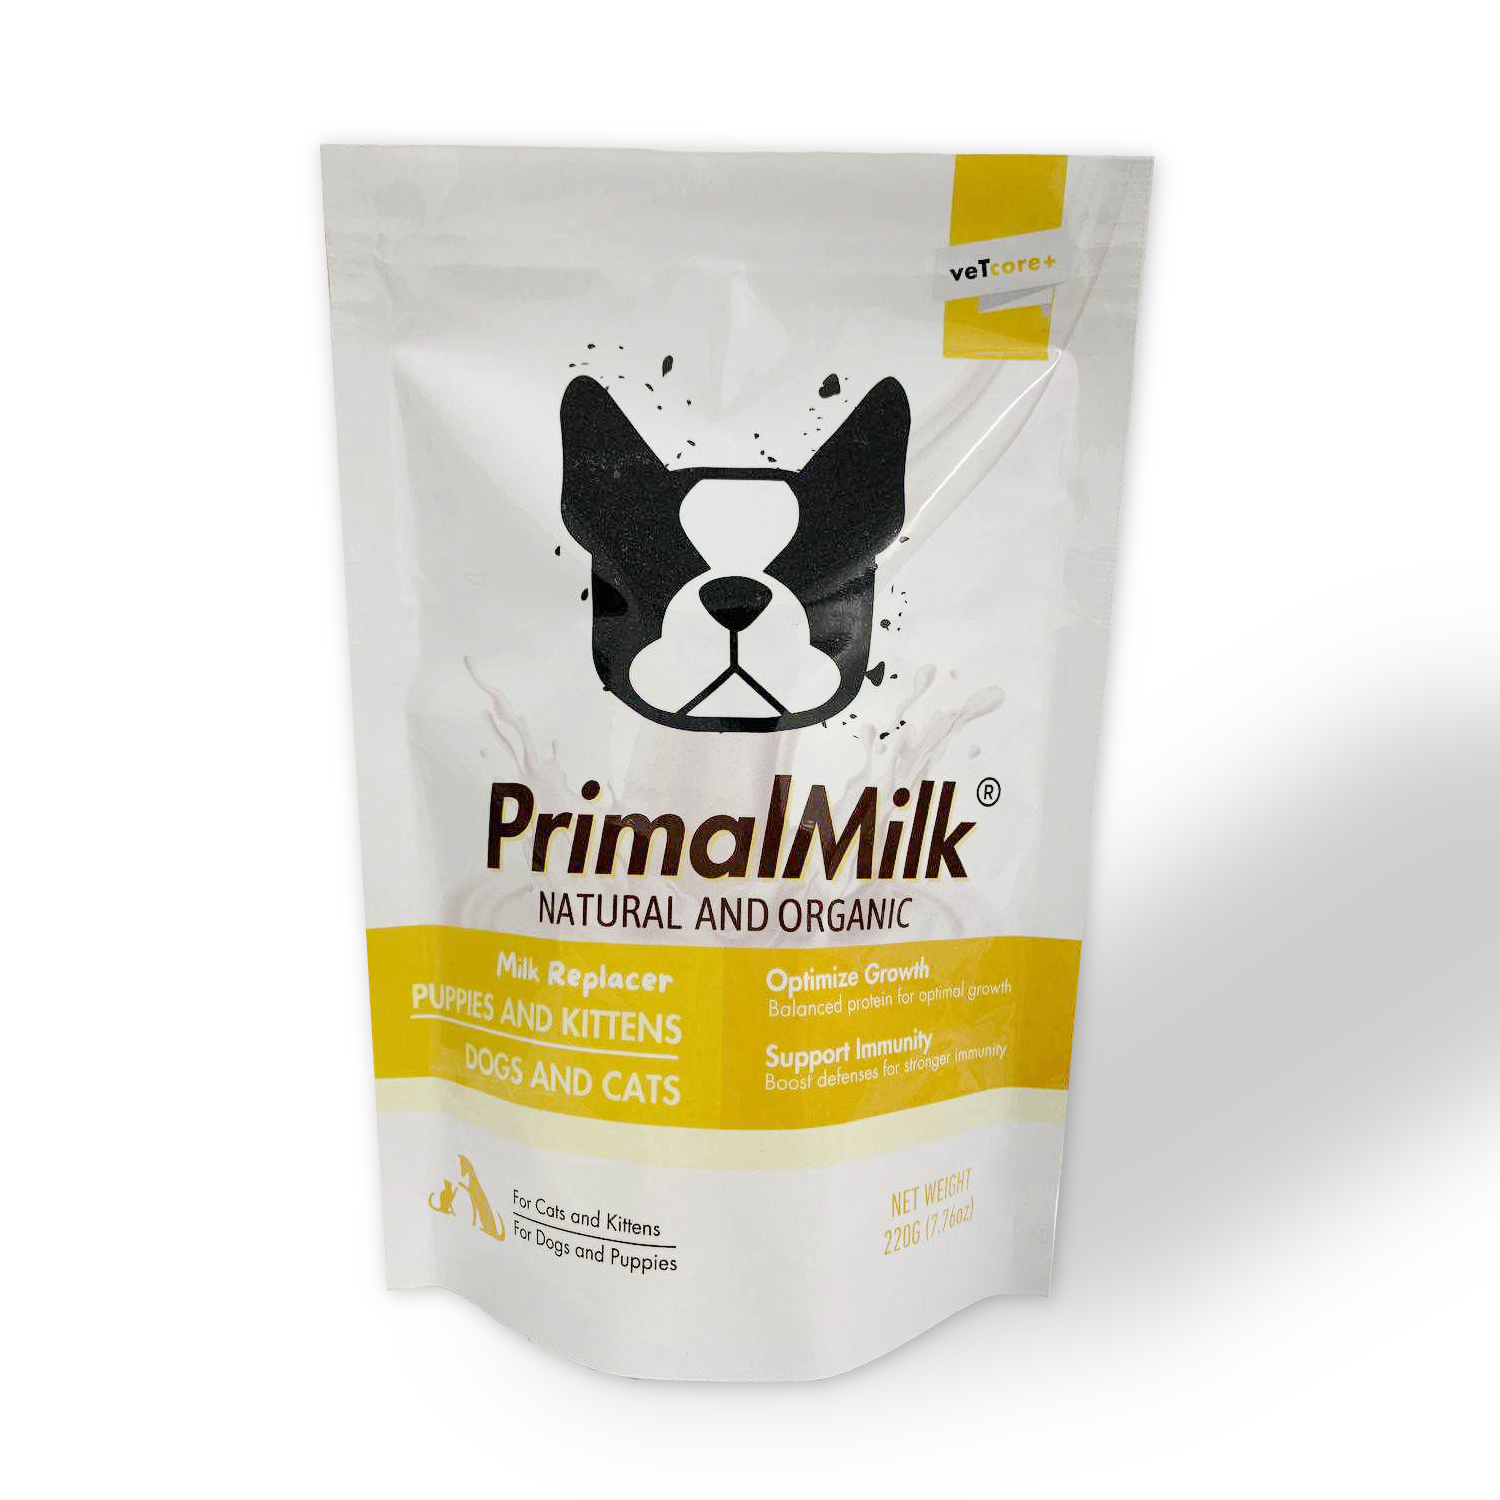 veTcore+
PrimalMilk®
NATURAL AND ORGANIC
Milk Replacer
PUPPIES AND KITTENS
DOGS AND CATS
Optimize Growth
Balanced protein for optimal growth
Support Immunity
Boost defenses for stronger immunity
For Cats and Kittens
For Dogs and Puppies
NET WEIGHT
220G (7.76oz)